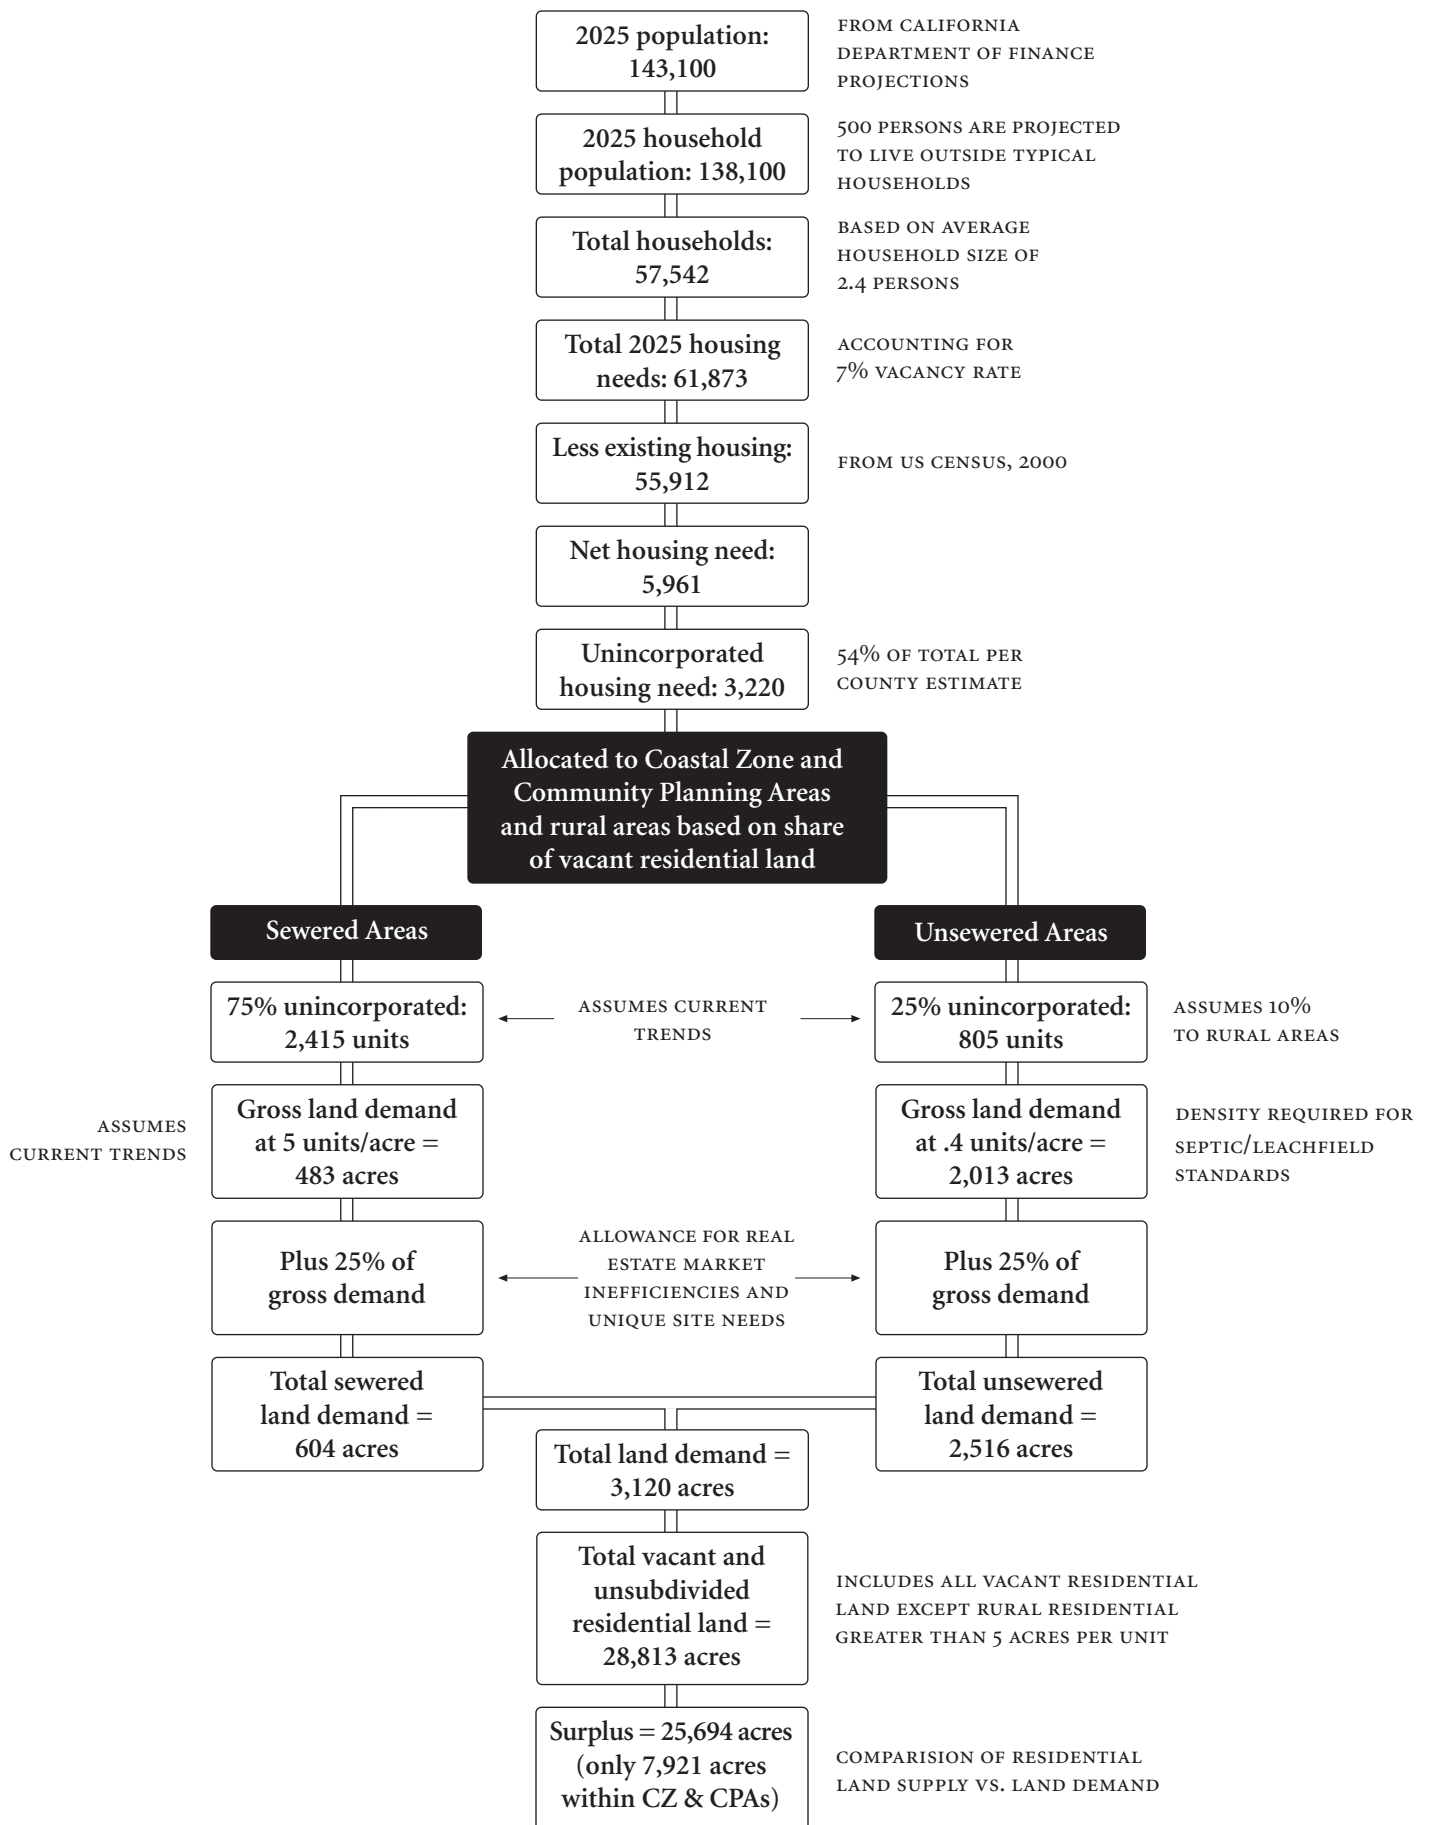 2025 population:
143,100
FROM CALIFORNIA
DEPARTMENT OF FINANCE
PROJECTIONS
2025 household
population: 138,100
500 PERSONS ARE PROJECTED
TO LIVE OUTSIDE TYPICAL
HOUSEHOLDS
Total households:
57,542
BASED ON AVERAGE
HOUSEHOLD SIZE OF
2.4 PERSONS
Total 2025 housing
needs: 61,873
ACCOUNTING FOR
7% VACANCY RATE
Less existing housing:
55,912
FROM US CENSUS, 2000
Net housing need:
5,961
Unincorporated
housing need: 3,220
54% OF TOTAL PER
COUNTY ESTIMATE
Allocated to Coastal Zone and
Community Planning Areas
and rural areas based on share
of vacant residential land
Sewered Areas
Unsewered Areas
75% unincorporated:
2,415 units
ASSUMES CURRENT
TRENDS
25% unincorporated:
805 units
ASSUMES 10%
TO RURAL AREAS
ASSUMES
CURRENT TRENDS
Gross land demand
at 5 units/acre =
483 acres
Gross land demand
at .4 units/acre =
2,013 acres
DENSITY REQUIRED FOR
SEPTIC/LEACHFIELD
STANDARDS
Plus 25% of
gross demand
ALLOWANCE FOR REAL
ESTATE MARKET
INEFFICIENCIES AND
UNIQUE SITE NEEDS
Plus 25% of
gross demand
Total sewered
land demand =
604 acres
Total unsewered
land demand =
2,516 acres
Total land demand =
3,120 acres
Total vacant and
unsubdivided
residential land =
28,813 acres
INCLUDES ALL VACANT RESIDENTIAL
LAND EXCEPT RURAL RESIDENTIAL
GREATER THAN 5 ACRES PER UNIT
Surplus = 25,694 acres
(only 7,921 acres
within CZ & CPAs)
COMPARISION OF RESIDENTIAL
LAND SUPPLY VS. LAND DEMAND